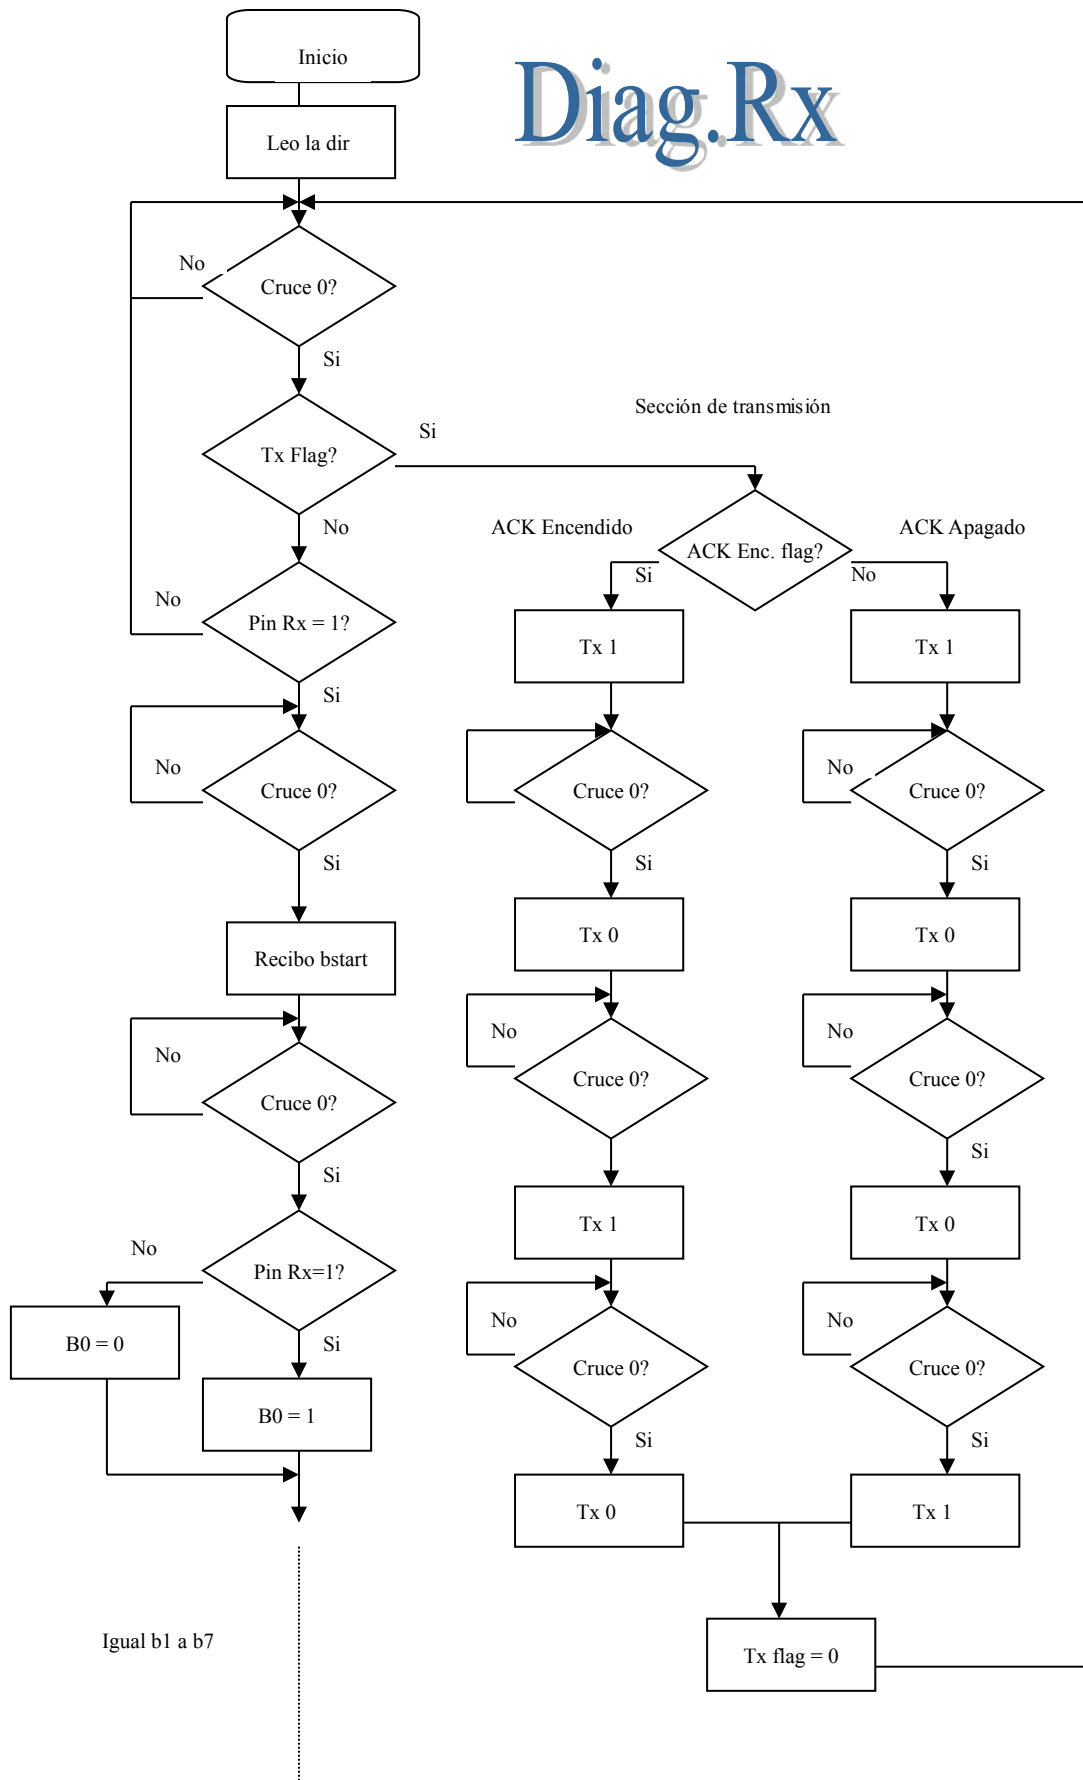 Inicio
Diag.Rx
Leo la dir
No
Cruce 0?
Si
Sección de transmisión
Si
Tx Flag?
No
ACK Encendido
ACK Apagado
ACK Enc. flag?
Si
No
No
Pin Rx = 1?
Si
Tx 1
Tx 1
No
Cruce 0?
Si
Cruce 0?
Si
No
Cruce 0?
Si
Recibo bstart
Tx 0
Tx 0
No
Cruce 0?
Si
No
Cruce 0?
No
Cruce 0?
Si
No
Pin Rx=1?
Si
Tx 1
Tx 0
B0 = 0
B0 = 1
No
Cruce 0?
Si
No
Cruce 0?
Si
Tx 0
Tx 1
Igual b1 a b7
Tx flag = 0